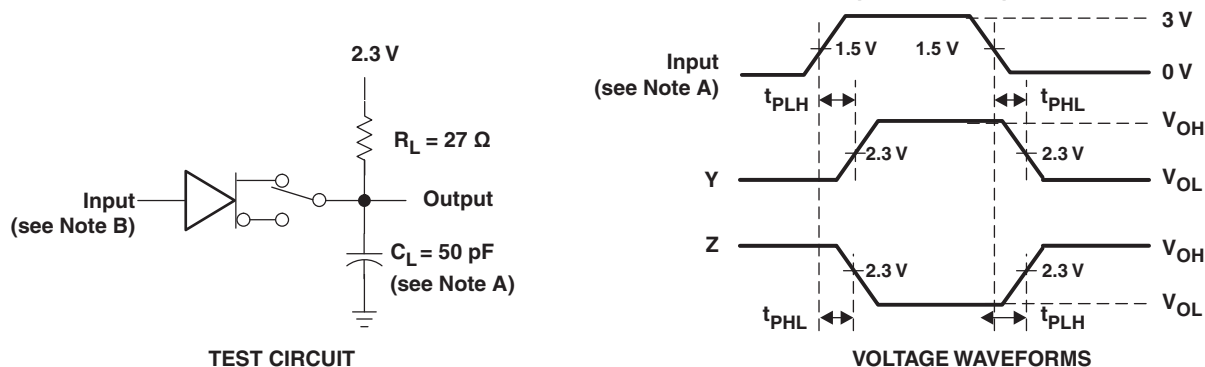 2.3 V
R_L = 27 Ω
Input
(see Note B)
Output
C_L = 50 pF
(see Note A)
TEST CIRCUIT
3 V
1.5 V
1.5 V
Input
(see Note A)
0 V
t_PLH
t_PHL
V_OH
2.3 V
2.3 V
Y
V_OL
Z
V_OH
2.3 V
2.3 V
V_OL
t_PHL
t_PLH
VOLTAGE WAVEFORMS